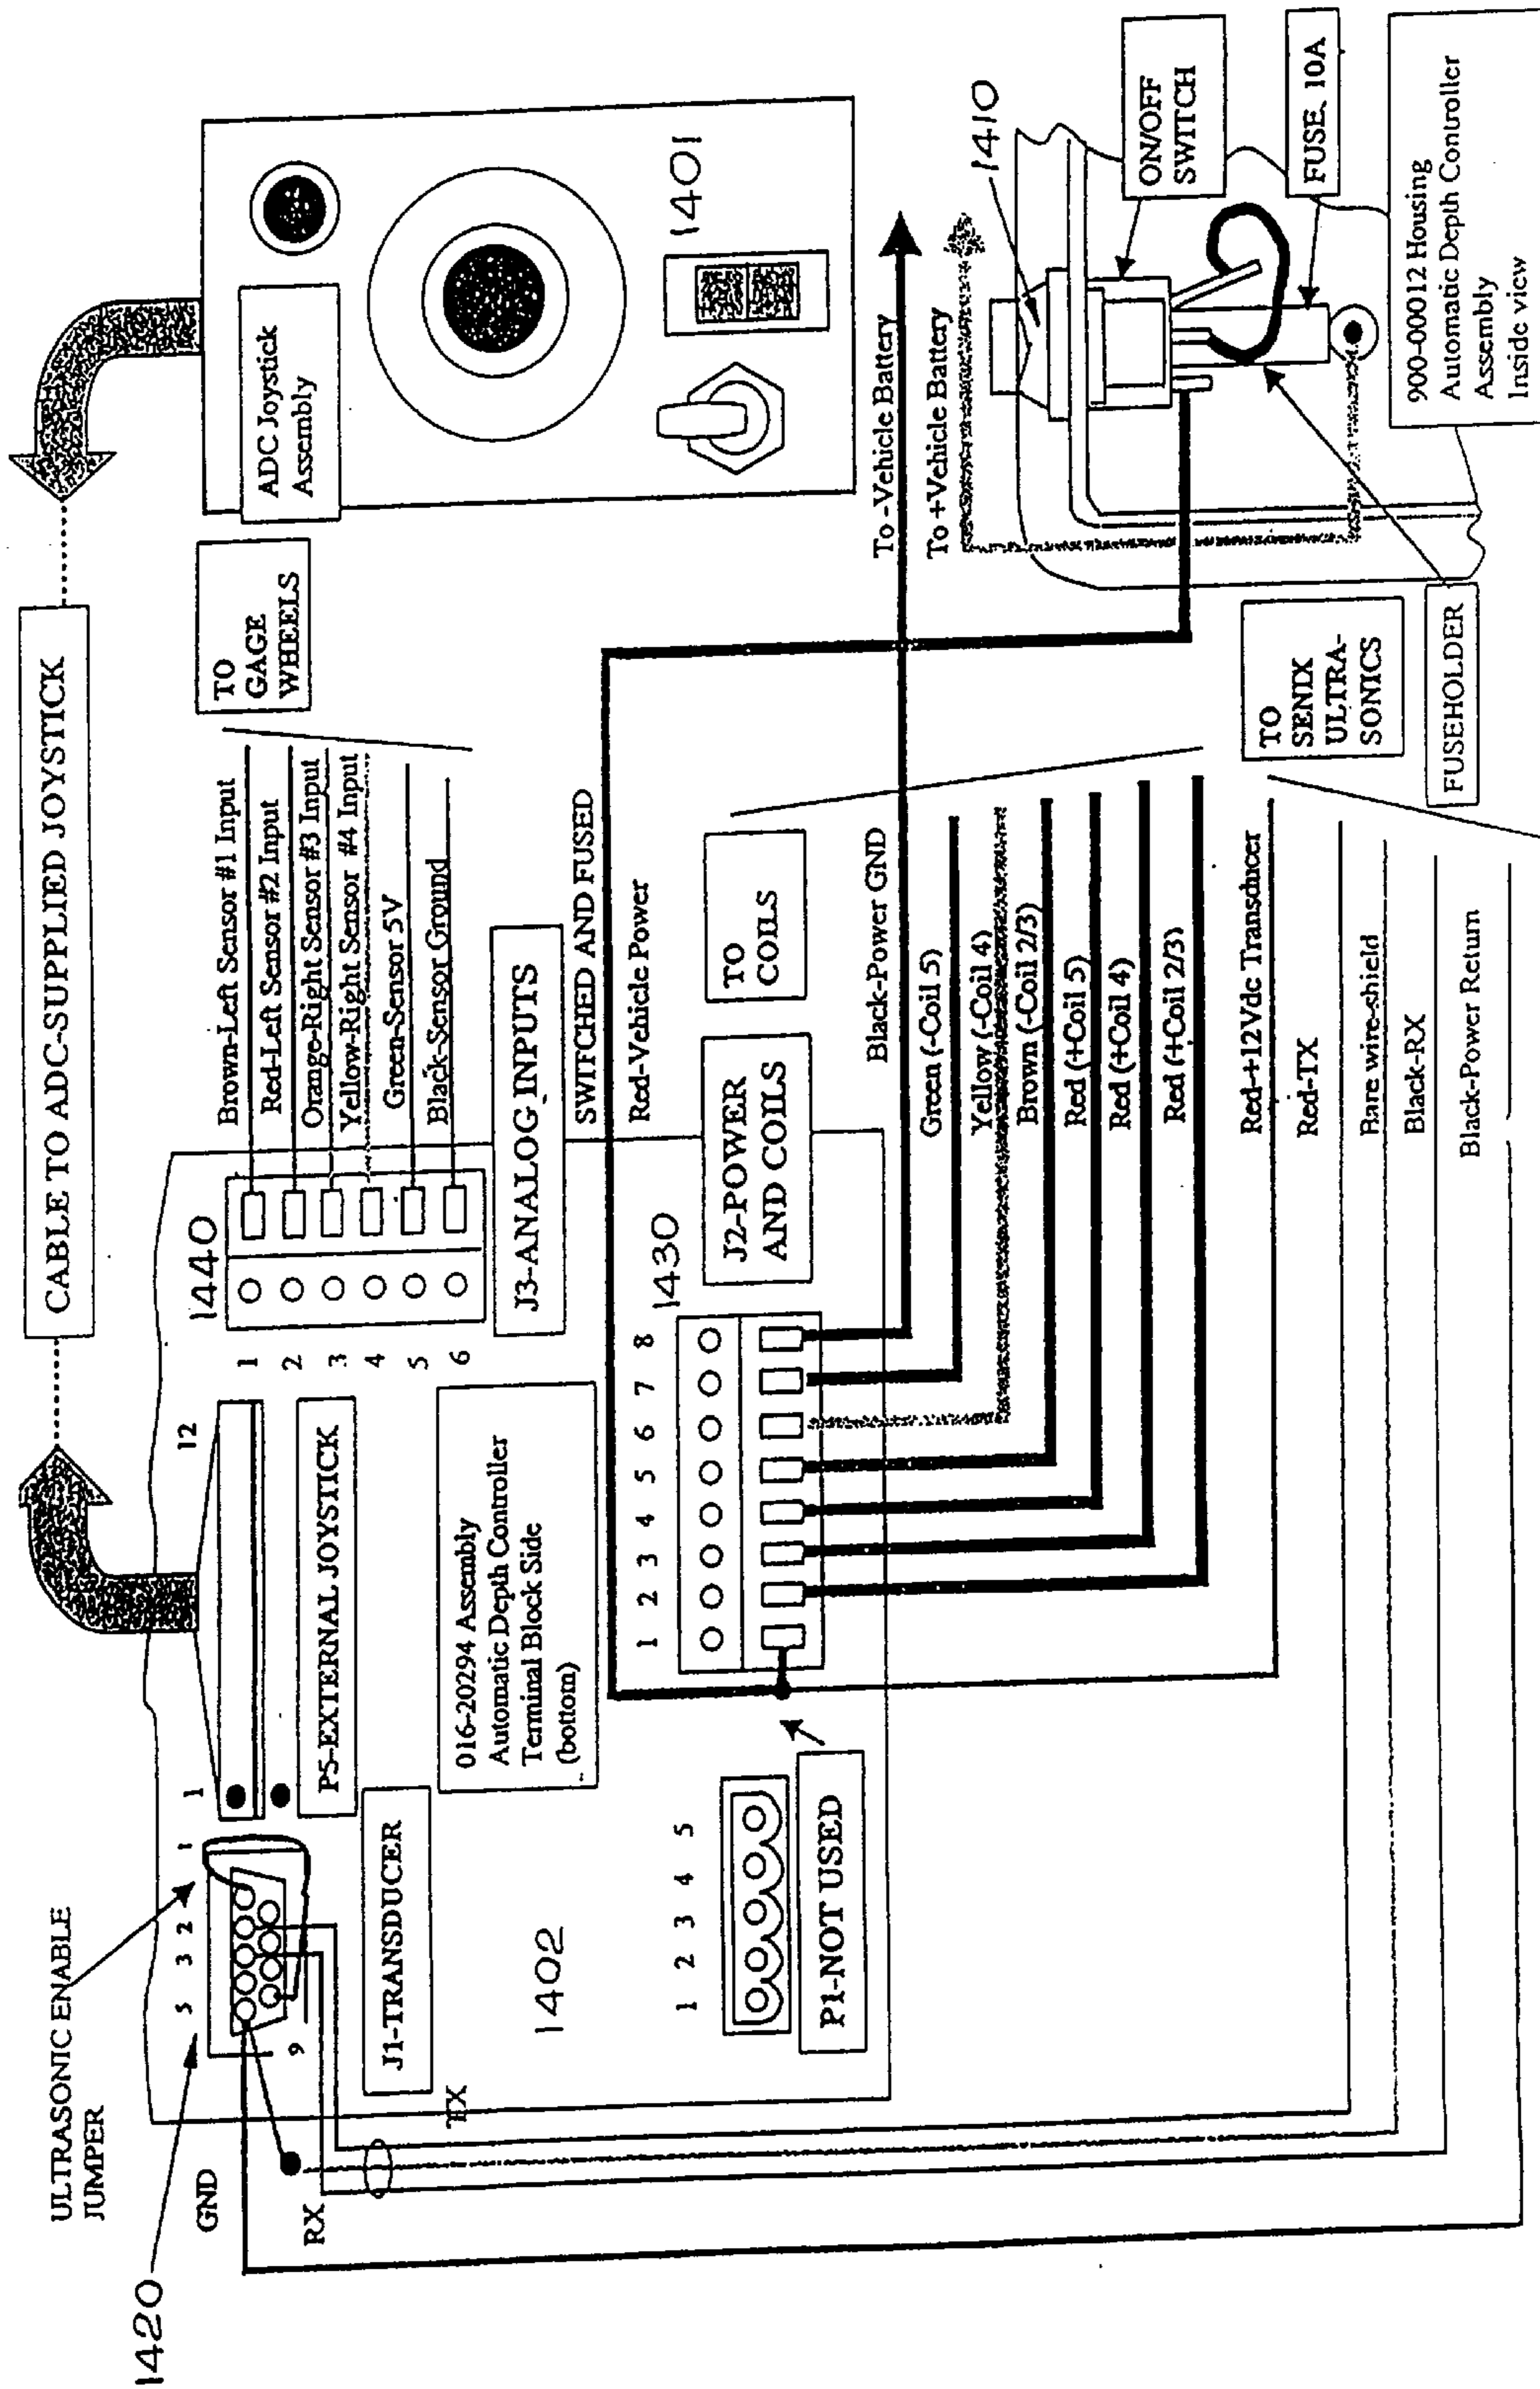 CABLE TO ADC-SUPPLIED JOYSTICK
1420
ULTRASONIC ENABLE
JUMPER
GND
RX
TX
5 3 2 1
9
J1-TRANSDUCER
1402
1 12
P5-EXTERNAL JOYSTICK
016-20294 Assembly
Automatic Depth Controller
Terminal Block Side
(bottom)
1 2 3 4 5
P1-NOT USED
1440
1
2
3
4
5
6
J3-ANALOG INPUTS
Brown-Left Sensor #1 Input
Red-Left Sensor #2 Input
Orange-Right Sensor #3 Input
Yellow-Right Sensor #4 Input
Green-Sensor 5V
Black-Sensor Ground
TO
GAGE
WHEELS
ADC Joystick
Assembly
1401
SWITCHED AND FUSED
Red-Vehicle Power
1430
1 2 3 4 5 6 7 8
J2-POWER
AND COILS
TO
COILS
Black-Power GND
Green (-Coil 5)
Yellow (-Coil 4)
Brown (-Coil 2/3)
Red (+Coil 5)
Red (+Coil 4)
Red (+Coil 2/3)
Red-+12Vdc Transducer
Red-TX
Bare wire-shield
Black-RX
Black-Power Return
TO
SENIX
ULTRA-
SONICS
To -Vehicle Battery
To +Vehicle Battery
1410
ON/OFF
SWITCH
FUSE 10A
FUSEHOLDER
900-00012 Housing
Automatic Depth Controller
Assembly
Inside view